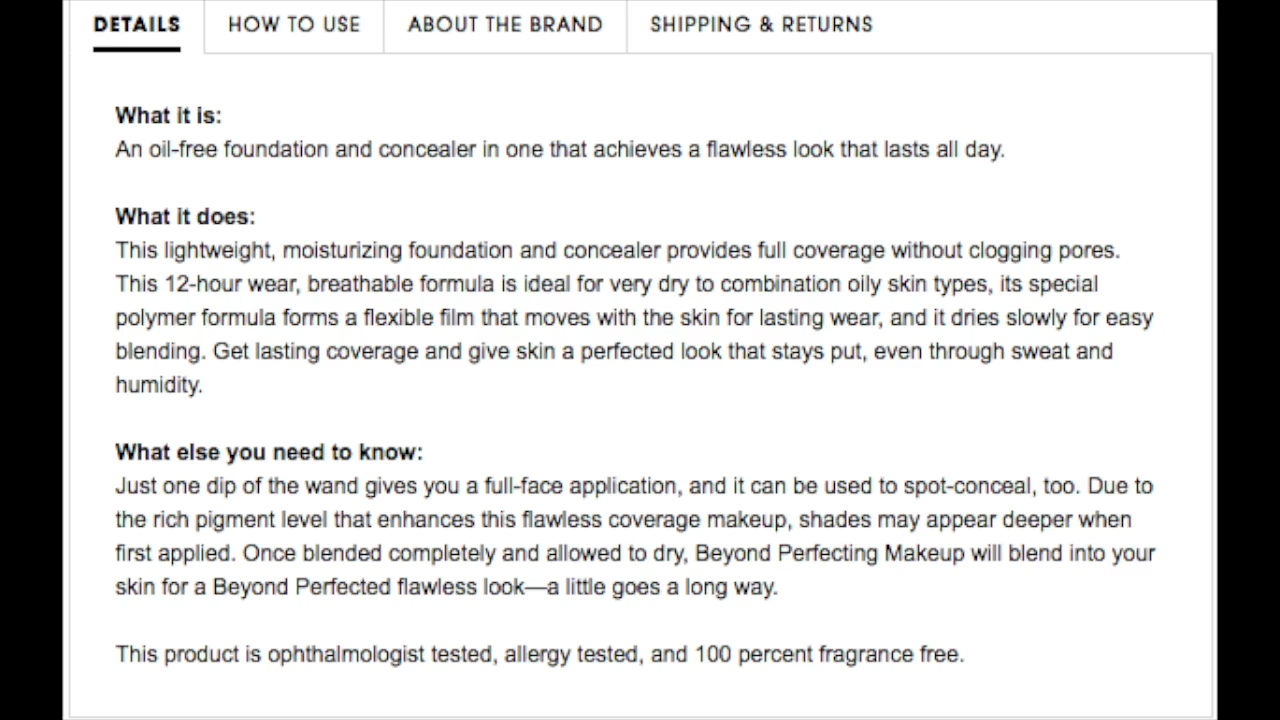 DETAILS HOW TO USE ABOUT THE BRAND SHIPPING & RETURNS
What it is:
An oil-free foundation and concealer in one that achieves a flawless look that lasts all day.
What it does:
This lightweight, moisturizing foundation and concealer provides full coverage without clogging pores.
This 12-hour wear, breathable formula is ideal for very dry to combination oily skin types, its special
polymer formula forms a flexible film that moves with the skin for lasting wear, and it dries slowly for easy
blending. Get lasting coverage and give skin a perfected look that stays put, even through sweat and
humidity.
What else you need to know:
Just one dip of the wand gives you a full-face application, and it can be used to spot-conceal, too. Due to
the rich pigment level that enhances this flawless coverage makeup, shades may appear deeper when
first applied. Once blended completely and allowed to dry, Beyond Perfecting Makeup will blend into your
skin for a Beyond Perfected flawless look—a little goes a long way.
This product is ophthalmologist tested, allergy tested, and 100 percent fragrance free.